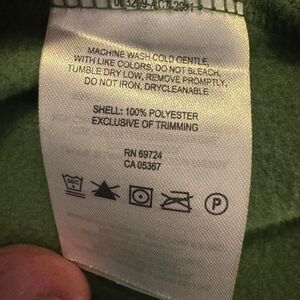 MACHINE WASH COLD GENTLE,
WITH LIKE COLORS, DO NOT BLEACH,
TUMBLE DRY LOW, REMOVE PROMPTLY,
DO NOT IRON, DRYCLEANABLE
SHELL: 100% POLYESTER
EXCLUSIVE OF TRIMMING
RN 69724
CA 05367
P